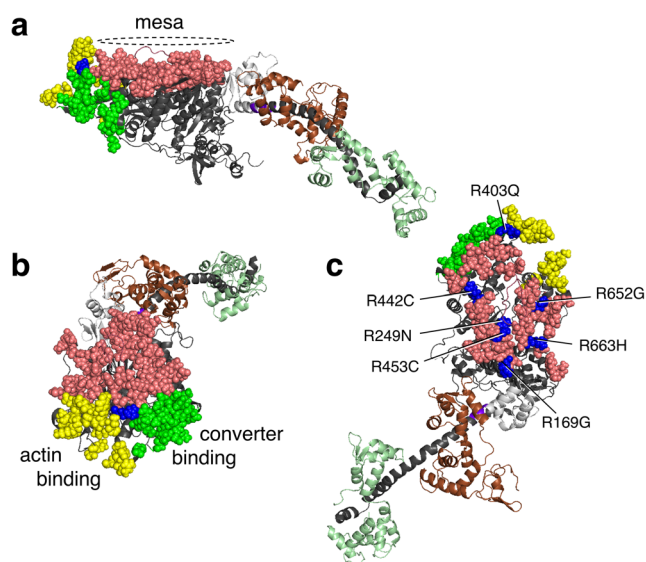 a
mesa
R403Q
b
c
R442C
R652G
R249N
R453C
R663H
R169G
actin
binding
converter
binding